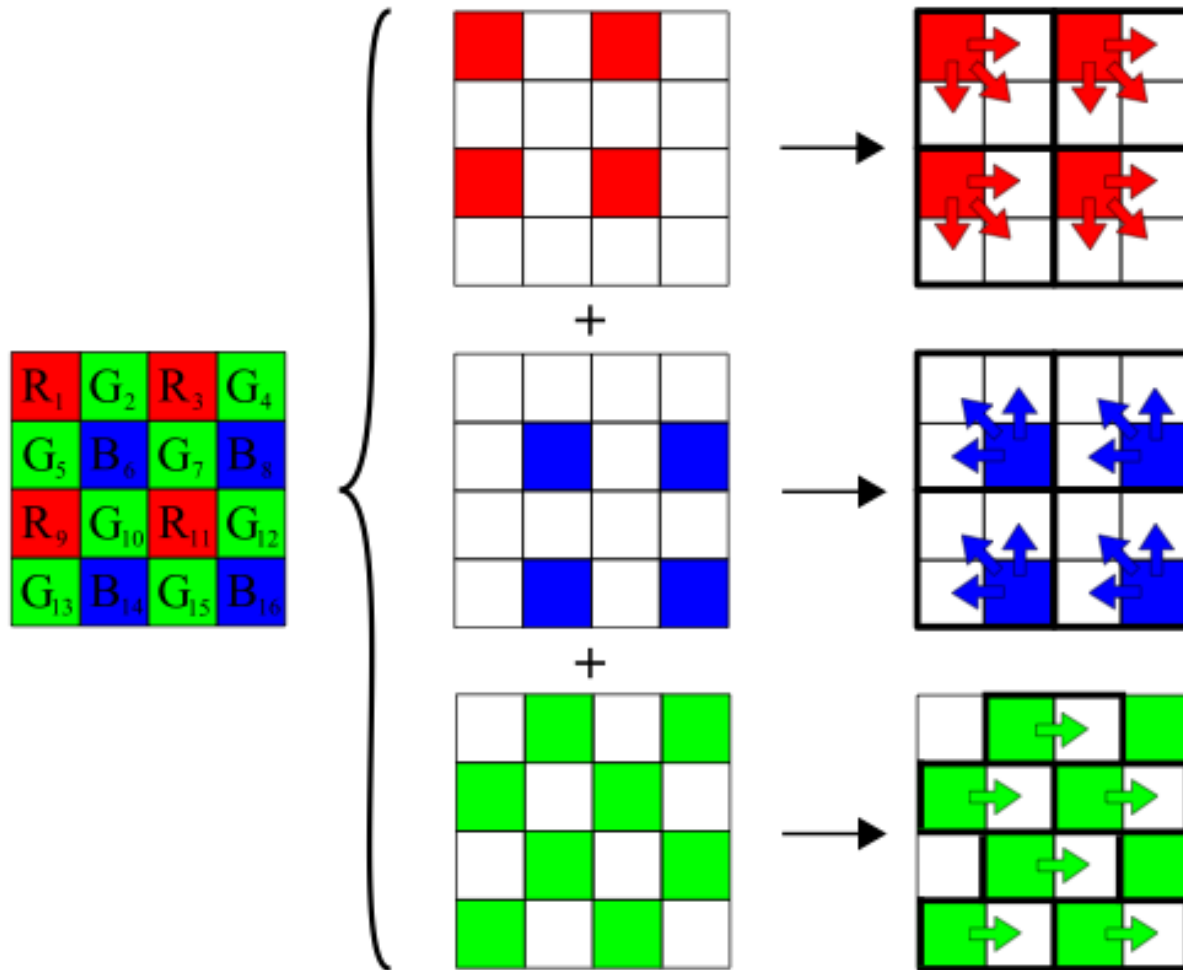 R₁ G₂ R₃ G₄
G₅ B₆ G₇ B₈
R₉ G₁₀ R₁₁ G₁₂
G₁₃ B₁₄ G₁₅ B₁₆
+
+